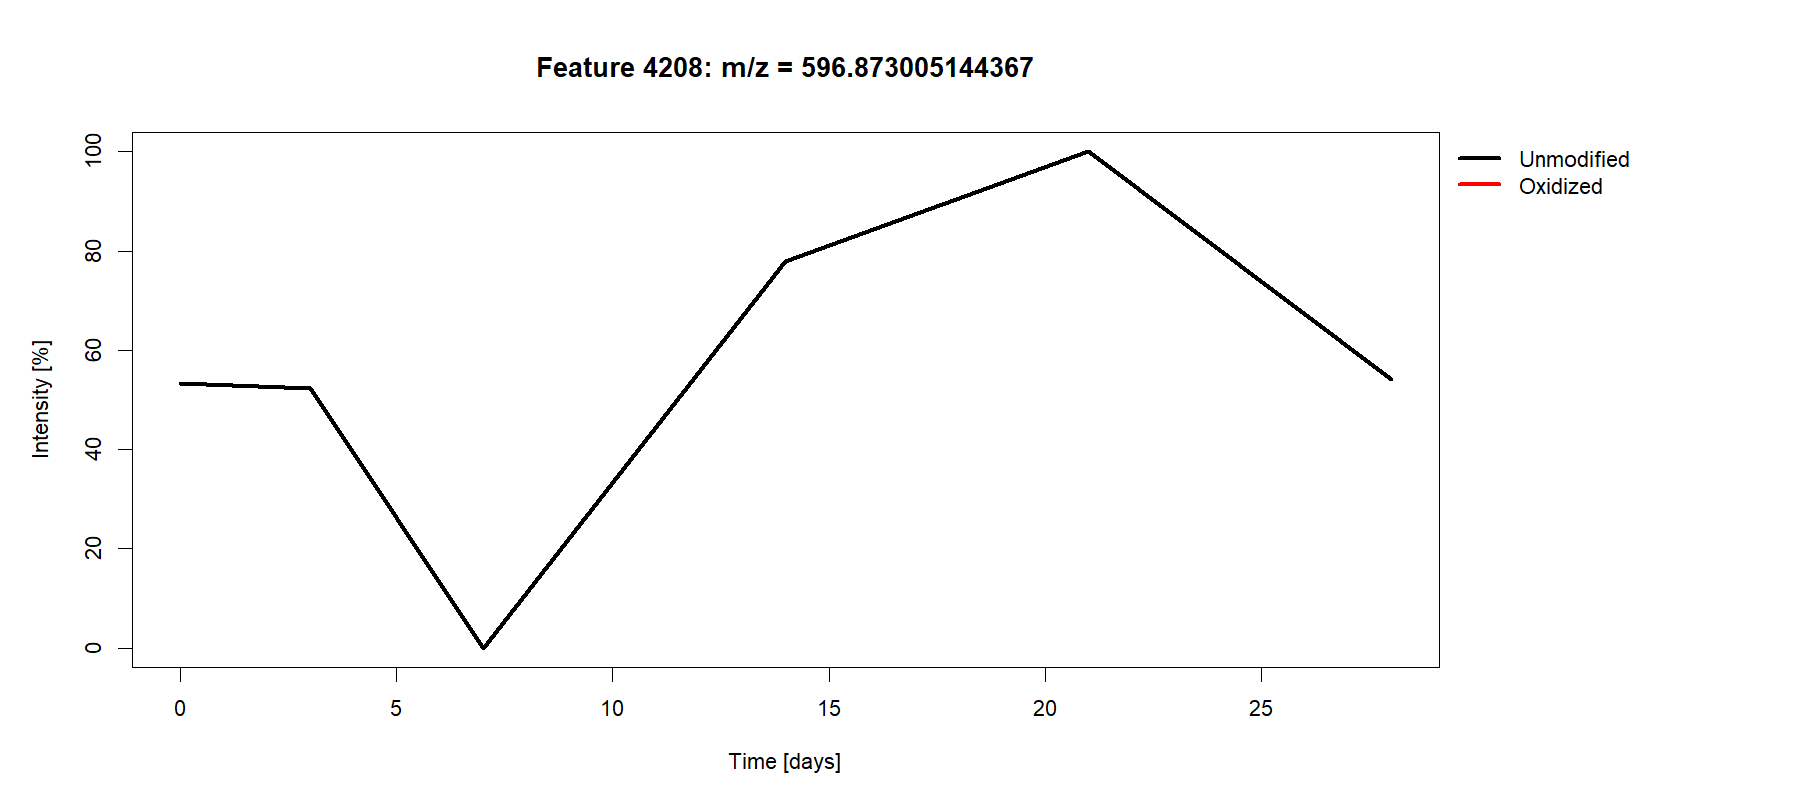 Feature 4208: m/z = 596.873005144367
Unmodified
Oxidized
Intensity [%]
100
80
60
40
20
0
0 5 10 15 20 25
Time [days]